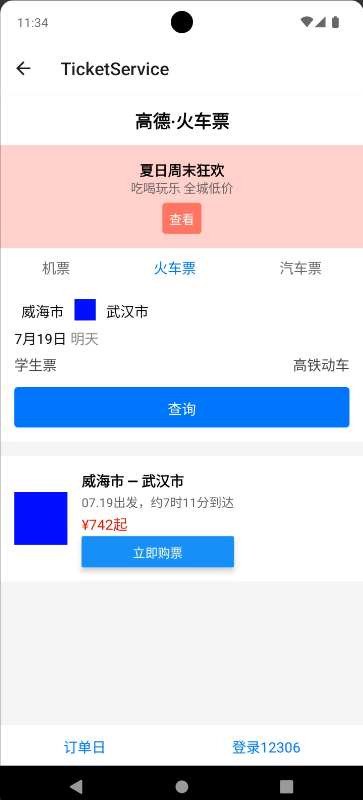 11:34
TicketService
高德·火车票
夏日周末狂欢
吃喝玩乐 全城低价
查看
机票 火车票 汽车票
威海市 武汉市
7月19日 明天
学生票 高铁动车
查询
威海市 — 武汉市
07.19出发，约7时11分到达
¥742起
立即购票
订单日 登录12306